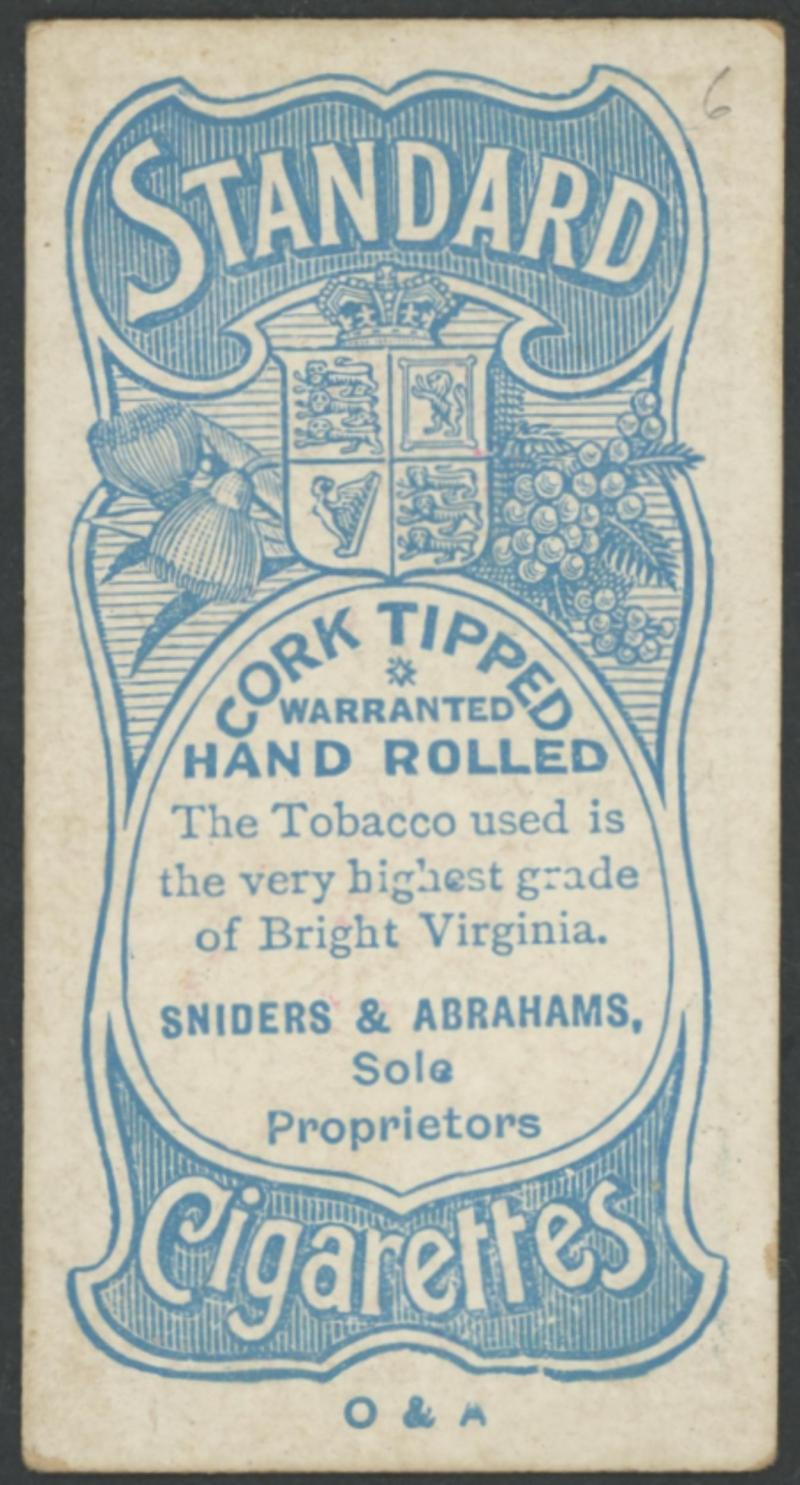 6
STANDARD
CORK TIPPED
WARRANTED
HAND ROLLED
The Tobacco used is
the very highest grade
of Bright Virginia.
SNIDERS & ABRAHAMS,
Sole
Proprietors
Cigarettes
O & A